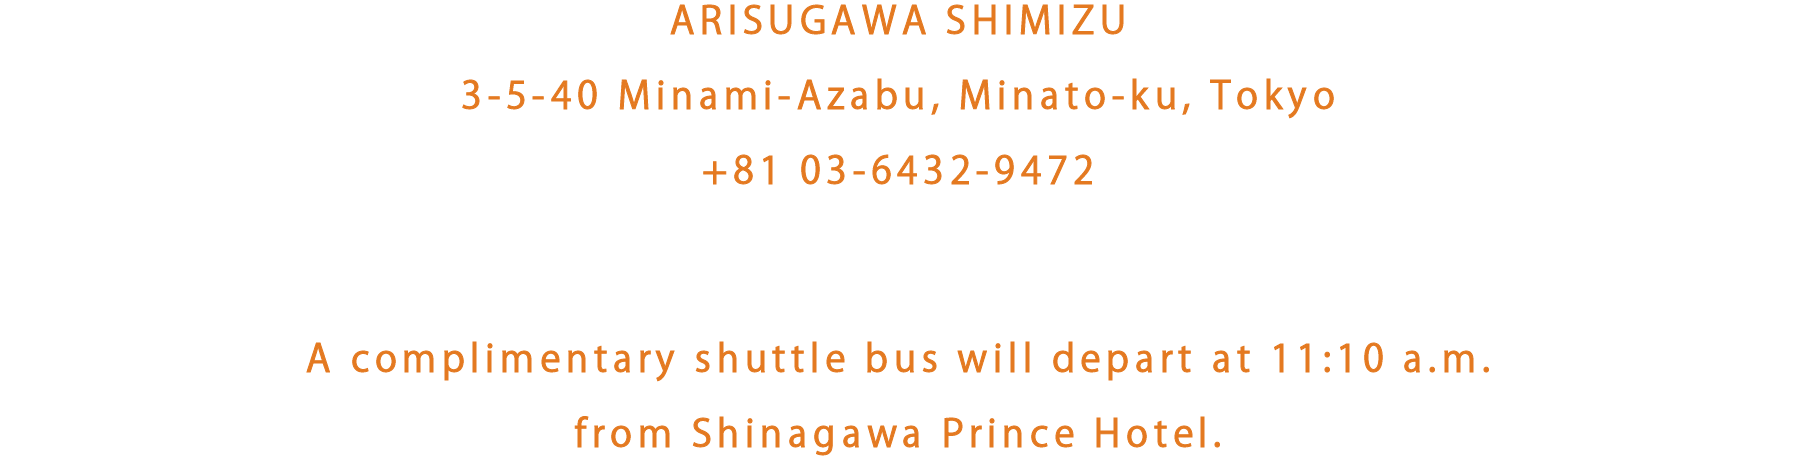 ARISUGAWA SHIMIZU
3-5-40 Minami-Azabu, Minato-ku, Tokyo
+81 03-6432-9472
A complimentary shuttle bus will depart at 11:10 a.m.
from Shinagawa Prince Hotel.